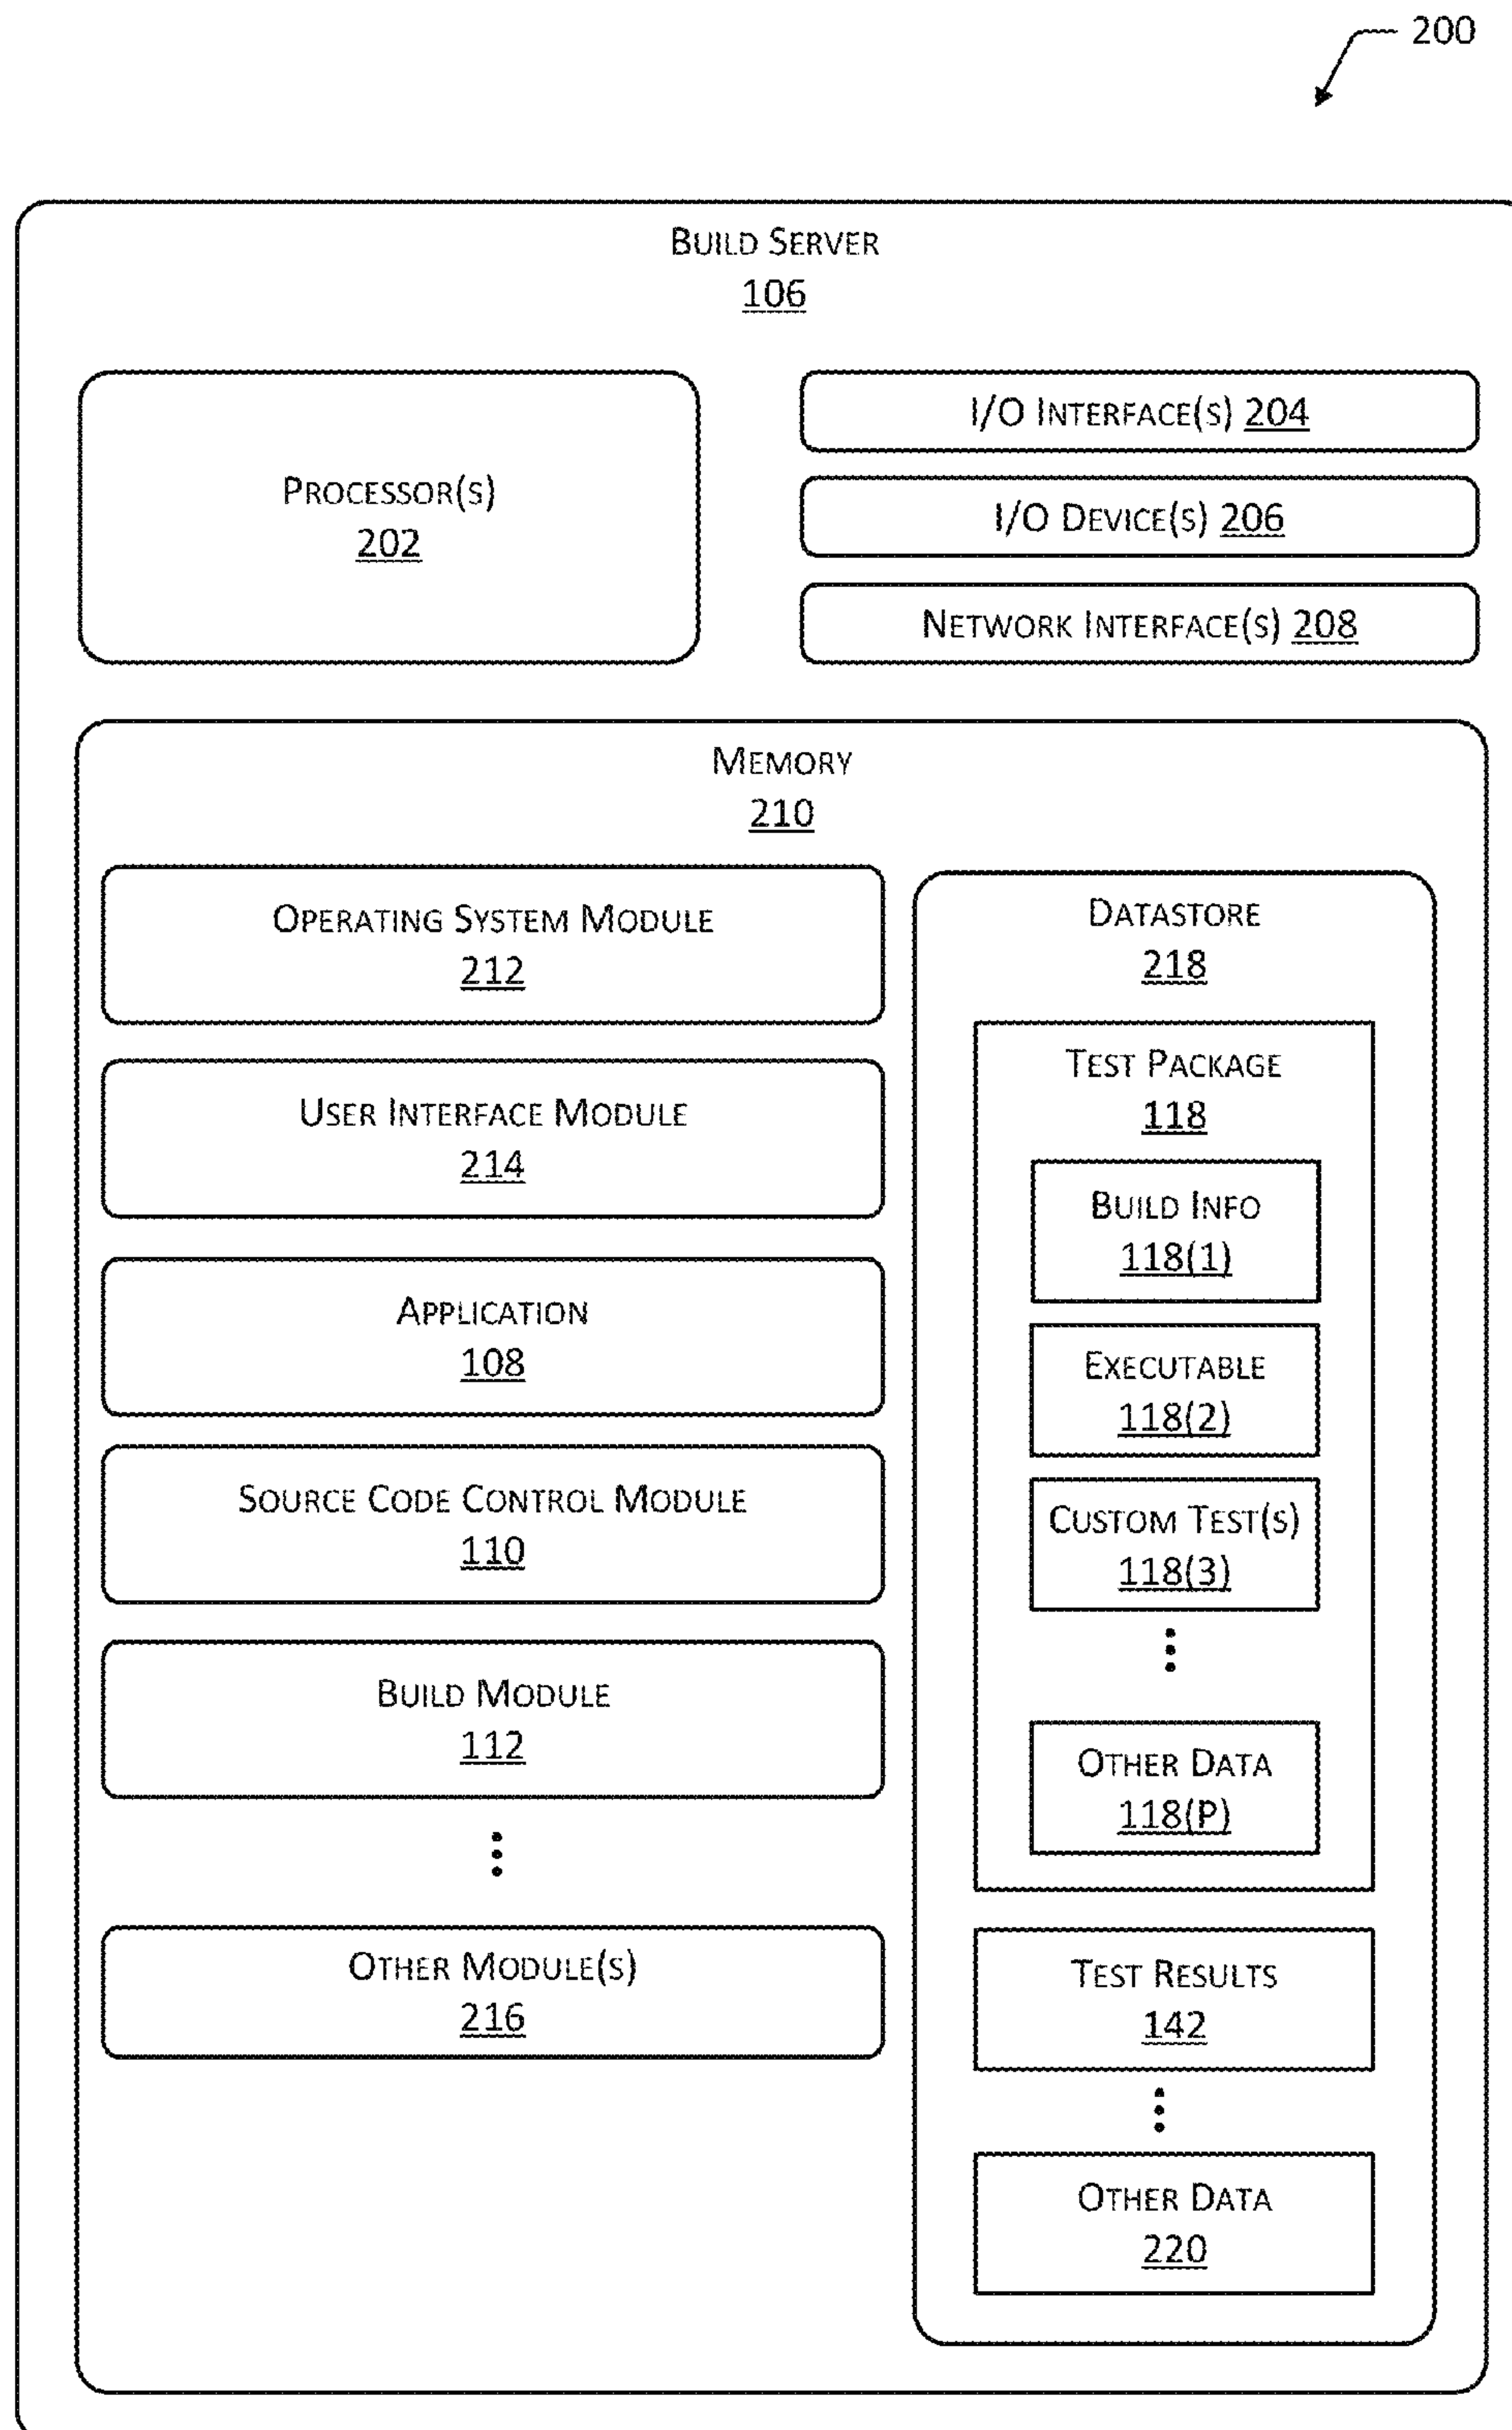 200
BUILD SERVER
106
PROCESSOR(S)
202
I/O INTERFACE(S) 204
I/O DEVICE(S) 206
NETWORK INTERFACE(S) 208
MEMORY
210
OPERATING SYSTEM MODULE
212
USER INTERFACE MODULE
214
APPLICATION
108
SOURCE CODE CONTROL MODULE
110
BUILD MODULE
112
OTHER MODULE(S)
216
DATASTORE
218
TEST PACKAGE
118
BUILD INFO
118(1)
EXECUTABLE
118(2)
CUSTOM TEST(S)
118(3)
OTHER DATA
118(P)
TEST RESULTS
142
OTHER DATA
220